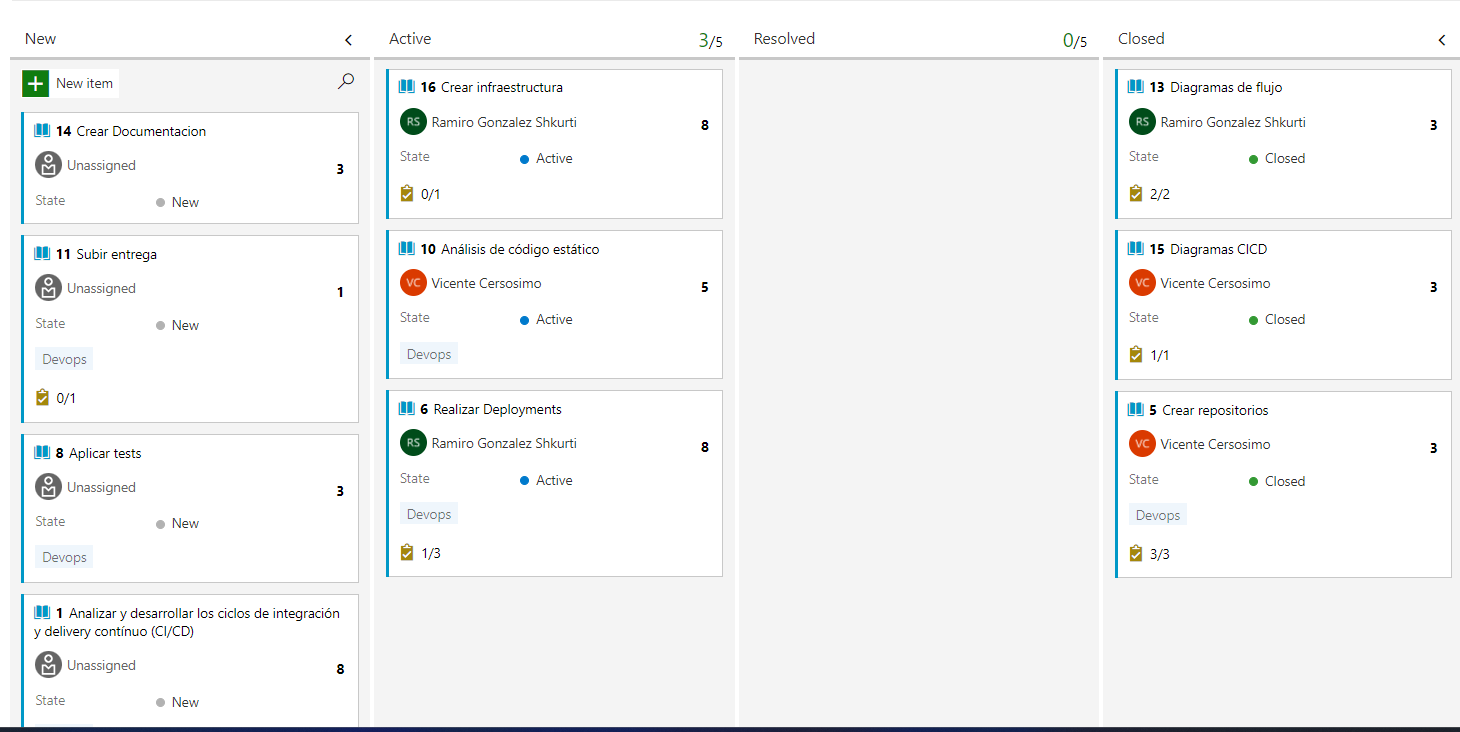 New
New item
14 Crear Documentacion
Unassigned
3
State
New
11 Subir entrega
Unassigned
1
State
New
Devops
0/1
8 Aplicar tests
Unassigned
3
State
New
Devops
1 Analizar y desarrollar los ciclos de integración
y delivery contínuo (CI/CD)
Unassigned
8
State
New
Active
3/5
16 Crear infraestructura
RS Ramiro Gonzalez Shkurti
8
State
Active
0/1
10 Análisis de código estático
VC Vicente Cersosimo
5
State
Active
Devops
6 Realizar Deployments
RS Ramiro Gonzalez Shkurti
8
State
Active
Devops
1/3
Resolved
0/5
Closed
13 Diagramas de flujo
RS Ramiro Gonzalez Shkurti
3
State
Closed
2/2
15 Diagramas CICD
VC Vicente Cersosimo
3
State
Closed
1/1
5 Crear repositorios
VC Vicente Cersosimo
3
State
Closed
Devops
3/3